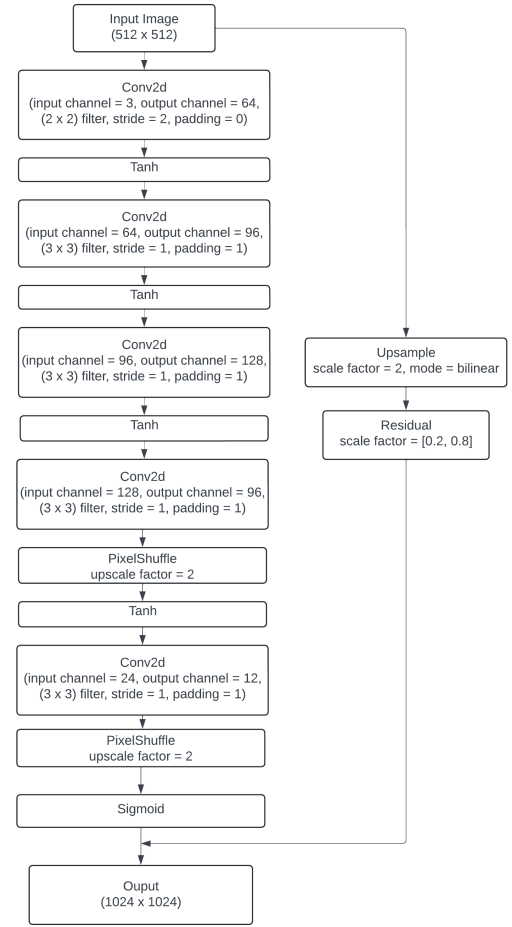 Input Image
(512 x 512)
Conv2d
(input channel = 3, output channel = 64,
(2 x 2) filter, stride = 2, padding = 0)
Tanh
Conv2d
(input channel = 64, output channel = 96,
(3 x 3) filter, stride = 1, padding = 1)
Tanh
Conv2d
(input channel = 96, output channel = 128,
(3 x 3) filter, stride = 1, padding = 1)
Tanh
Conv2d
(input channel = 128, output channel = 96,
(3 x 3) filter, stride = 1, padding = 1)
PixelShuffle
upscale factor = 2
Tanh
Conv2d
(input channel = 24, output channel = 12,
(3 x 3) filter, stride = 1, padding = 1)
PixelShuffle
upscale factor = 2
Sigmoid
Upsample
scale factor = 2, mode = bilinear
Residual
scale factor = [0.2, 0.8]
Ouput
(1024 x 1024)